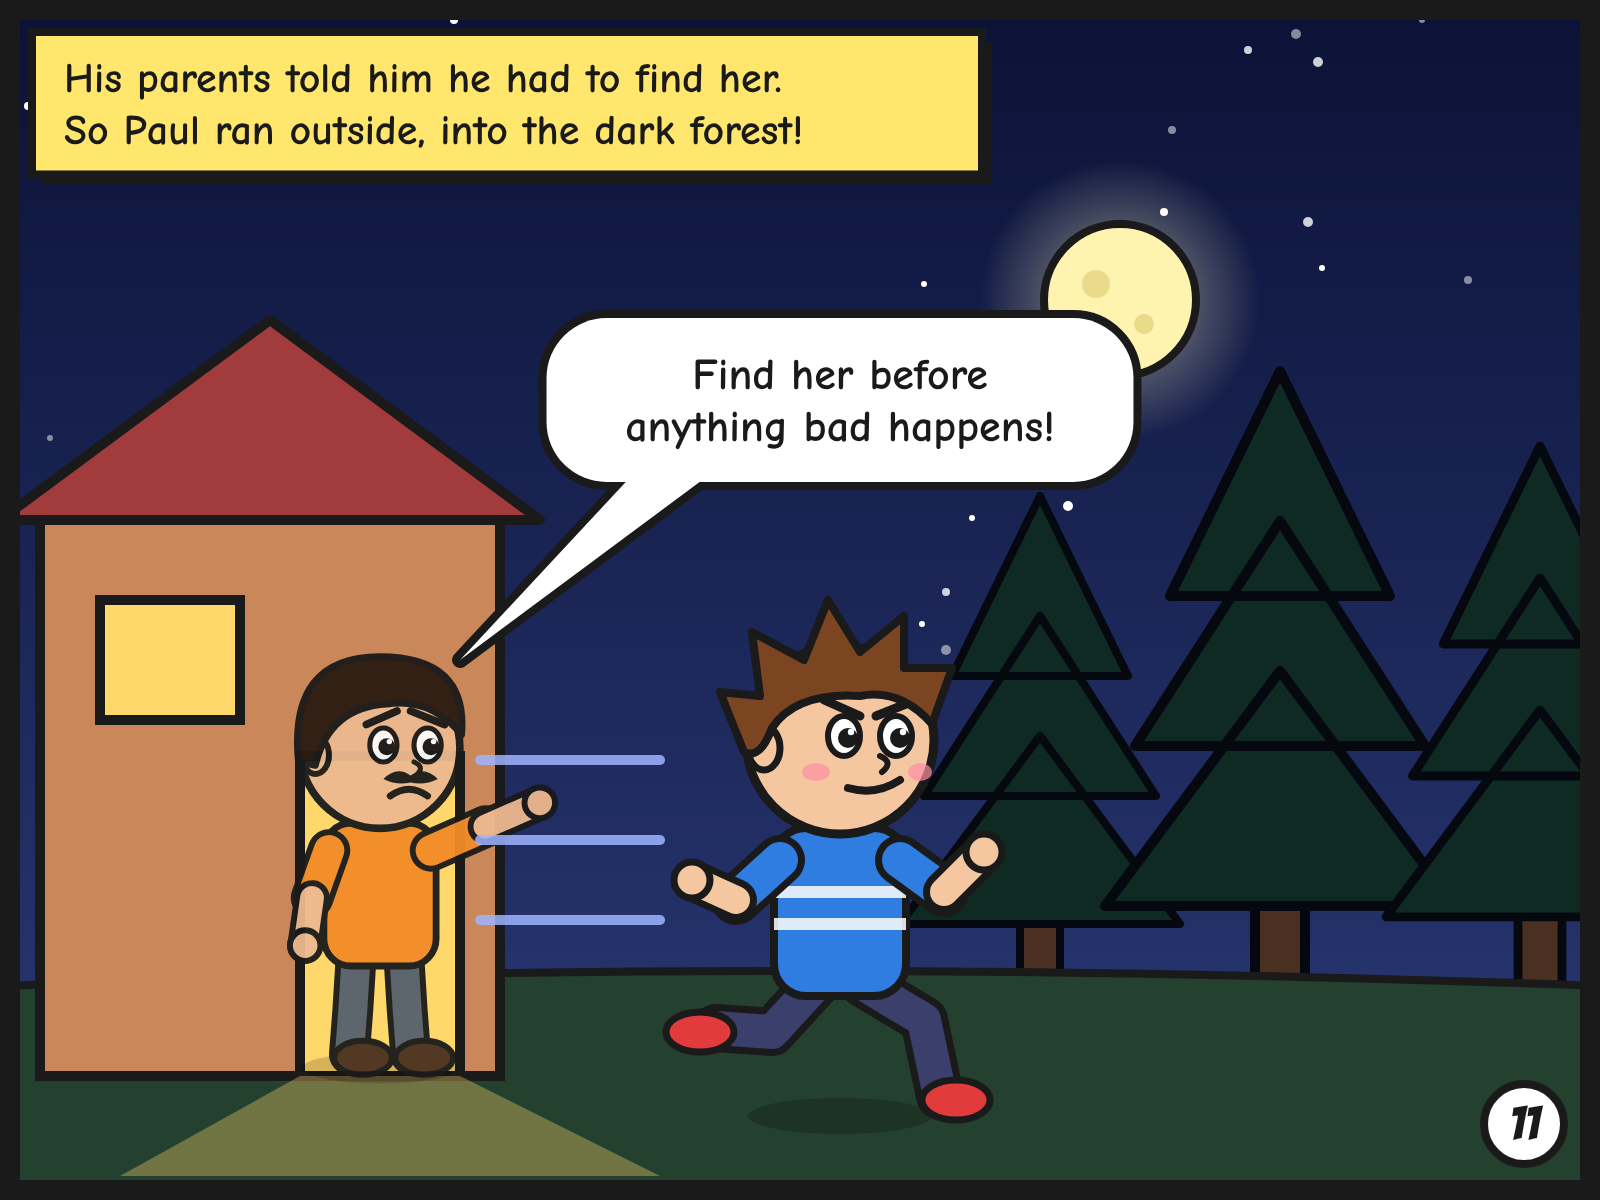 His parents told him he had to find her.
So Paul ran outside, into the dark forest!
Find her before
anything bad happens!
11